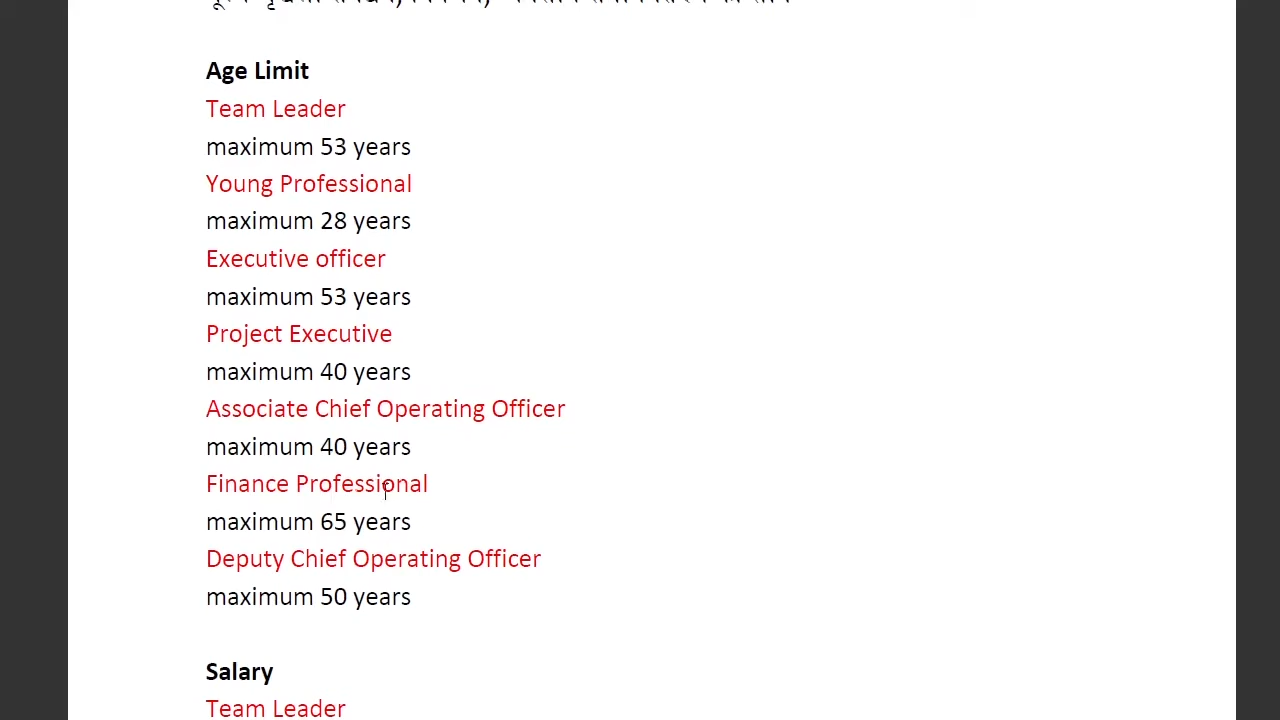 Age Limit
Team Leader
maximum 53 years
Young Professional
maximum 28 years
Executive officer
maximum 53 years
Project Executive
maximum 40 years
Associate Chief Operating Officer
maximum 40 years
Finance Professional
maximum 65 years
Deputy Chief Operating Officer
maximum 50 years
Salary
Team Leader